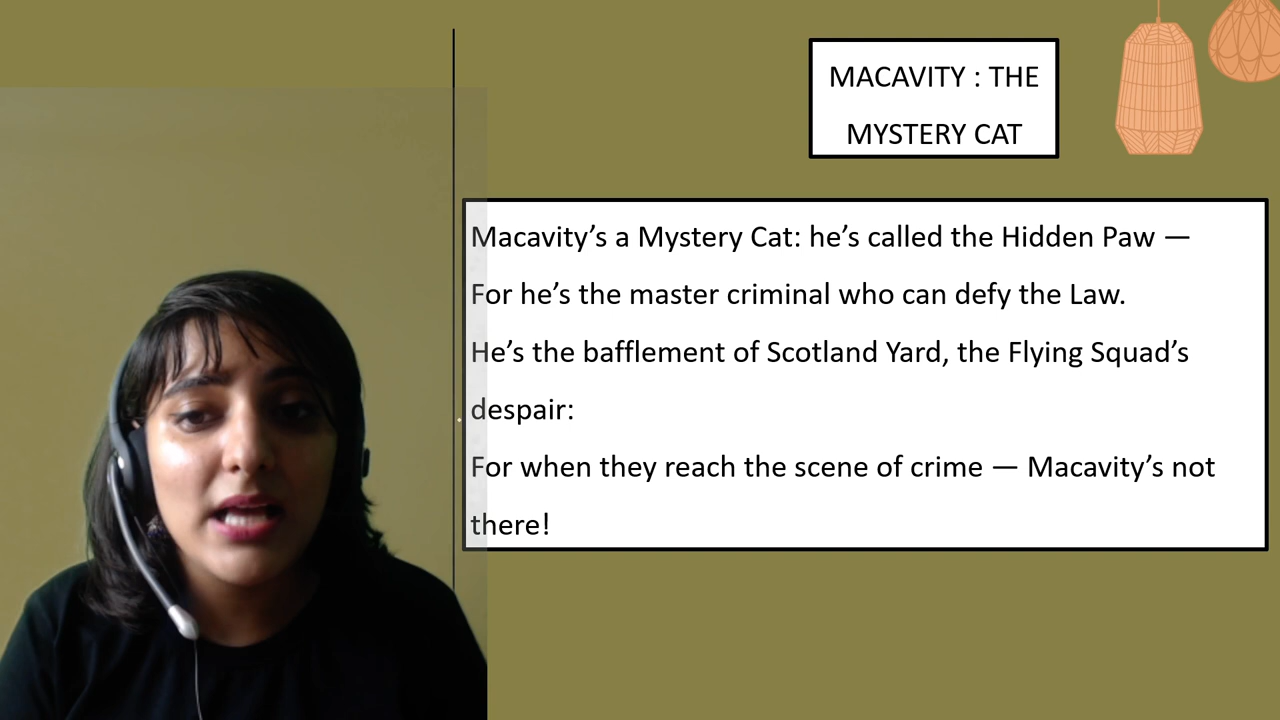 MACAVITY : THE
MYSTERY CAT
Macavity’s a Mystery Cat: he’s called the Hidden Paw —
For he’s the master criminal who can defy the Law.
He’s the bafflement of Scotland Yard, the Flying Squad’s
despair:
For when they reach the scene of crime — Macavity’s not
there!